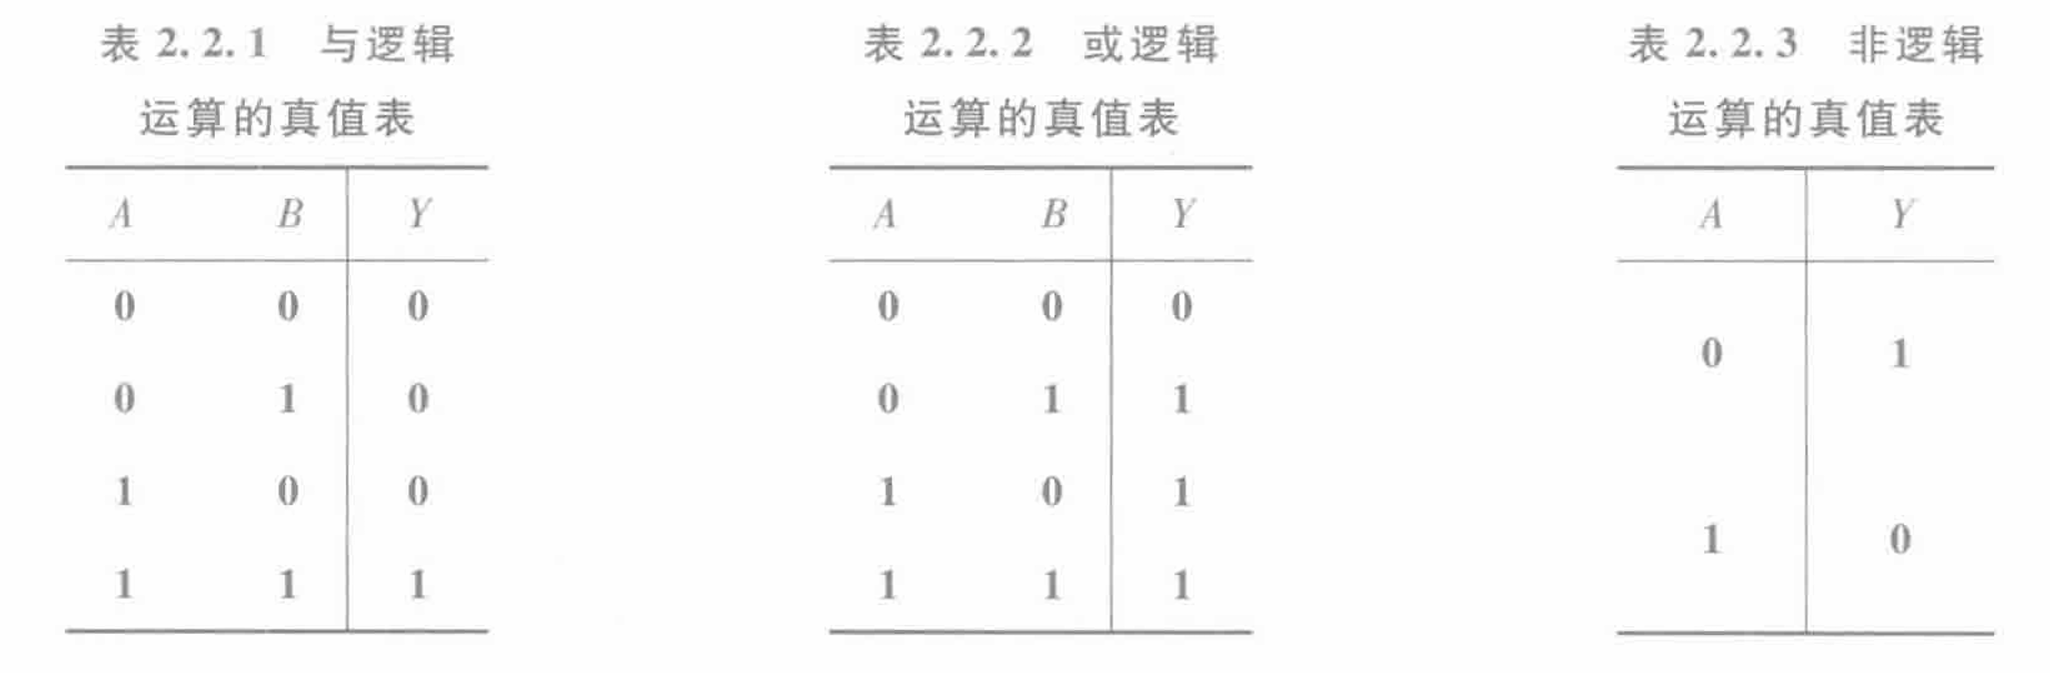 表 2.2.1 与逻辑
运算的真值表
A B Y
0 0 0
0 1 0
1 0 0
1 1 1
表 2.2.2 或逻辑
运算的真值表
A B Y
0 0 0
0 1 1
1 0 1
1 1 1
表 2.2.3 非逻辑
运算的真值表
A Y
0 1
1 0